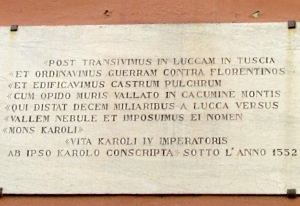 «POST TRANSIVIMUS IN LUCCAM IN TUSCIA
«ET ORDINAVIMUS GUERRAM CONTRA FLORENTINOS
«ET EDIFICAVIMUS CASTRUM PULCHRUM
«CUM OPIDO MURIS VALLATO IN CACUMINE MONTIS
«QUI DISTAT DECEM MILIARIBUS A LUCCA VERSUS
«VALLEM NEBULE ET IMPOSUIMUS EI NOMEN
«MONS KAROLI»
«VITA KAROLI IV IMPERATORIS
AB IPSO KAROLO CONSCRIPTA» SOTTO L'ANNO 1332